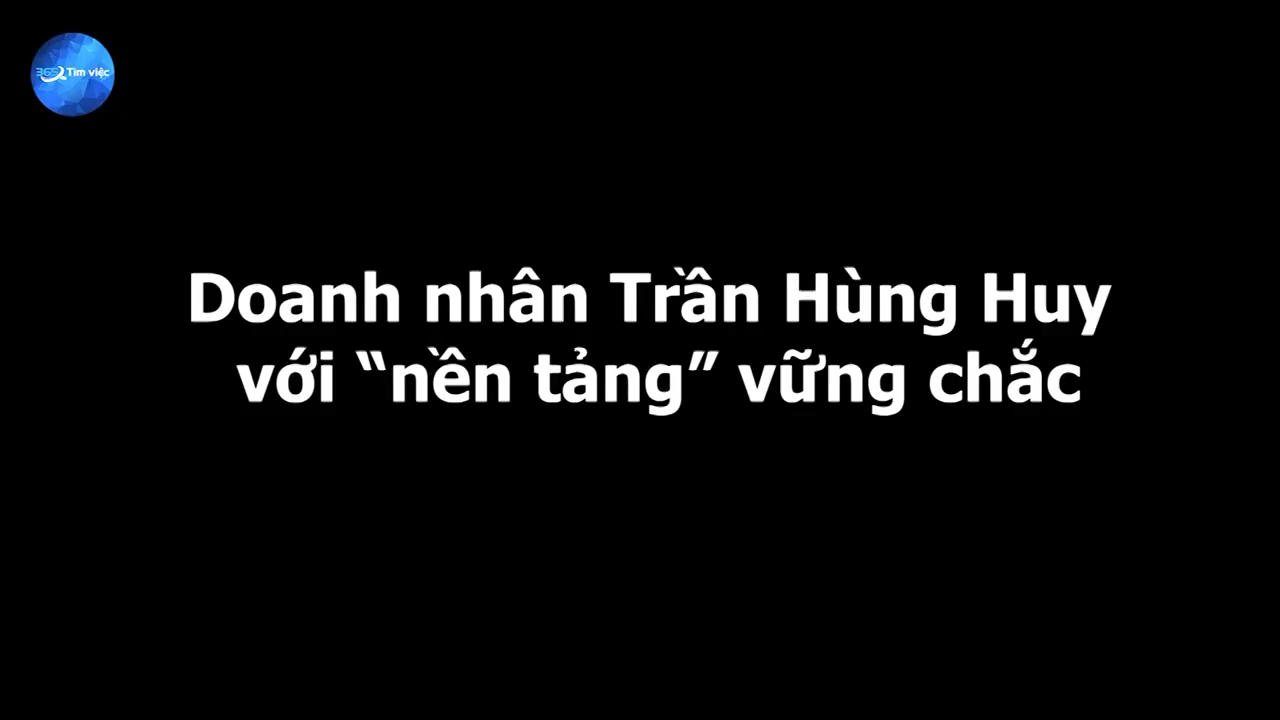 365 Tìm việc
Doanh nhân Trần Hùng Huy
với “nền tảng” vững chắc